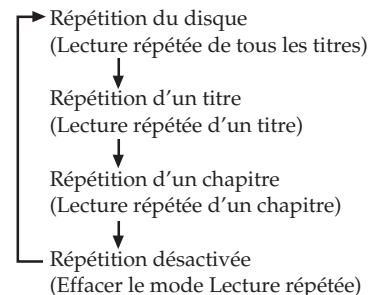 Répétition du disque
(Lecture répétée de tous les titres)
Répétition d’un titre
(Lecture répétée d’un titre)
Répétition d’un chapitre
(Lecture répétée d’un chapitre)
Répétition désactivée
(Effacer le mode Lecture répétée)